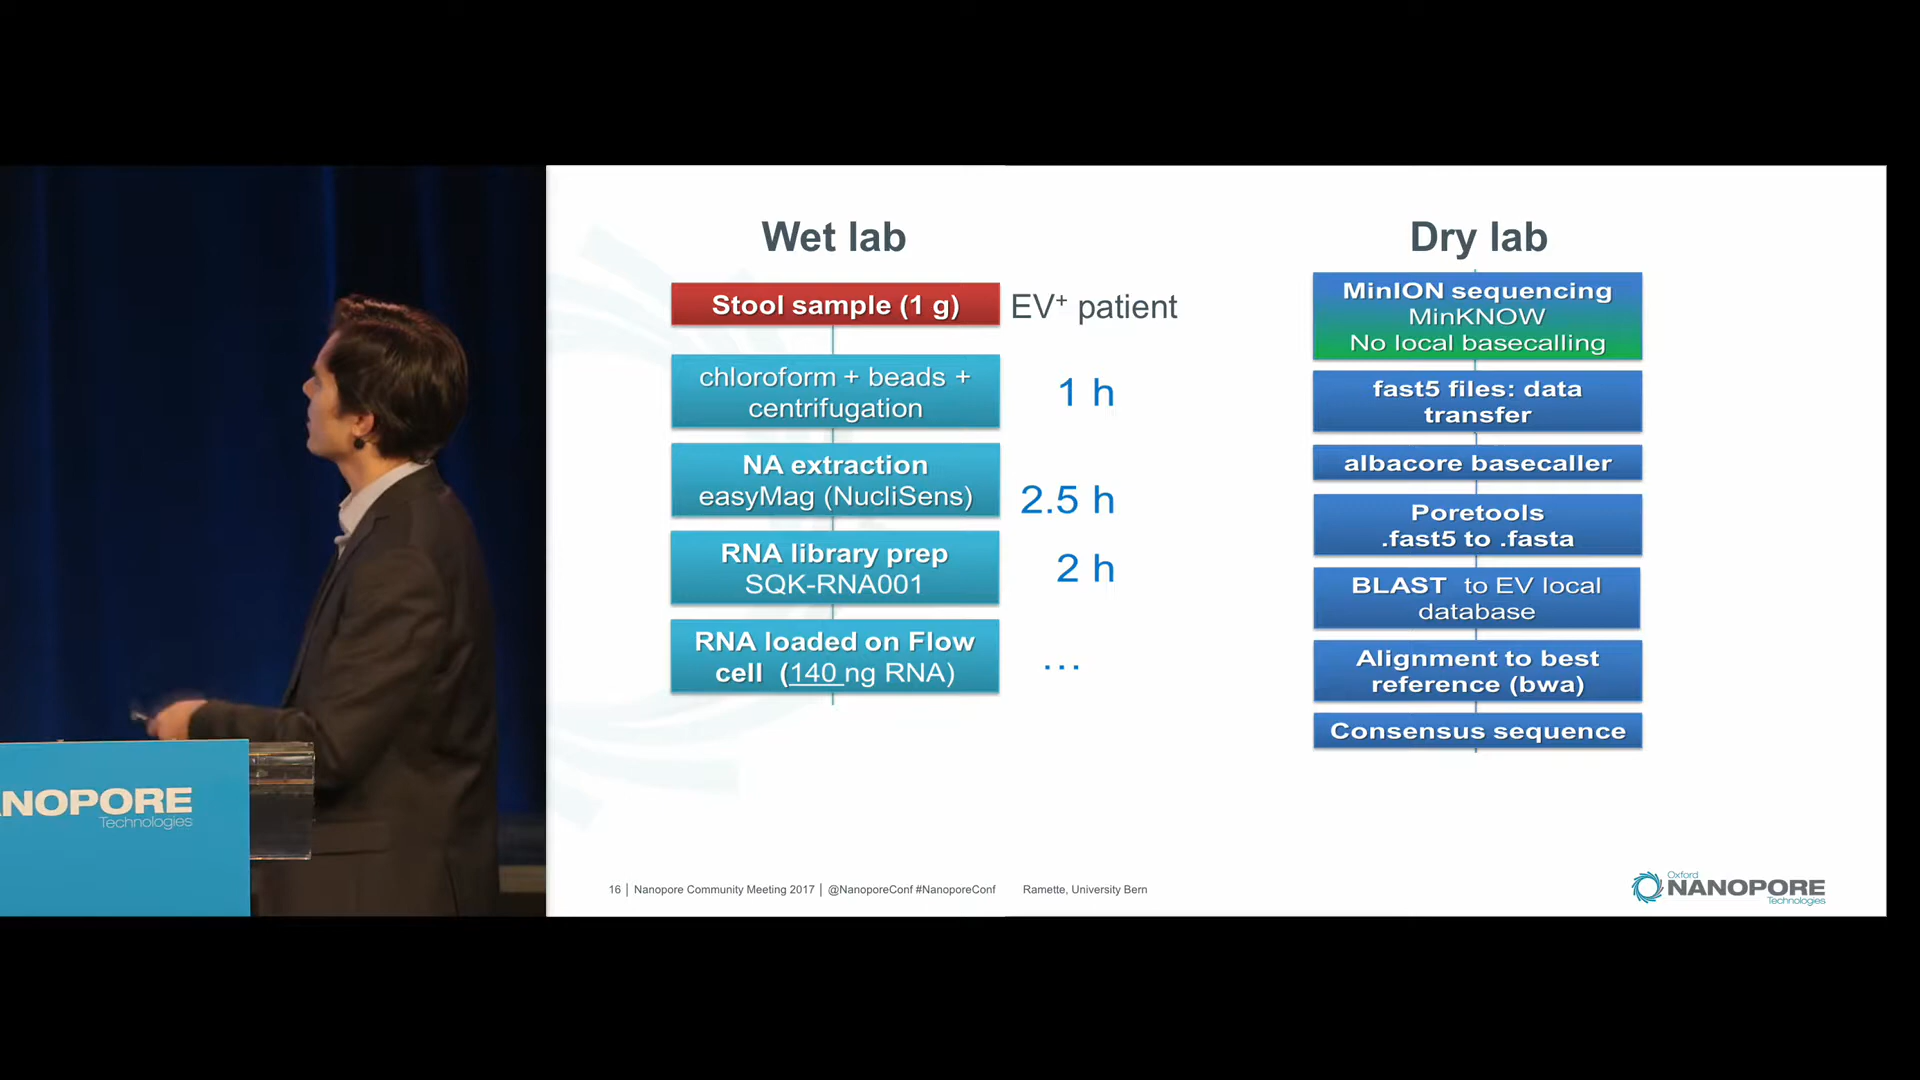 Wet lab
Stool sample (1 g)
EV+ patient
chloroform + beads +
centrifugation
1 h
NA extraction
easyMag (NucliSens)
2.5 h
RNA library prep
SQK-RNA001
2 h
RNA loaded on Flow
cell (140 ng RNA)
...
Dry lab
MinION sequencing
MinKNOW
No local basecalling
fast5 files: data
transfer
albacore basecaller
Poretools
.fast5 to .fasta
BLAST to EV local
database
Alignment to best
reference (bwa)
Consensus sequence
NOPORE
Technologies
16 | Nanopore Community Meeting 2017 | @NanoporeConf #NanoporeConf Ramette, University Bern
Oxford
NANOPORE
Technologies